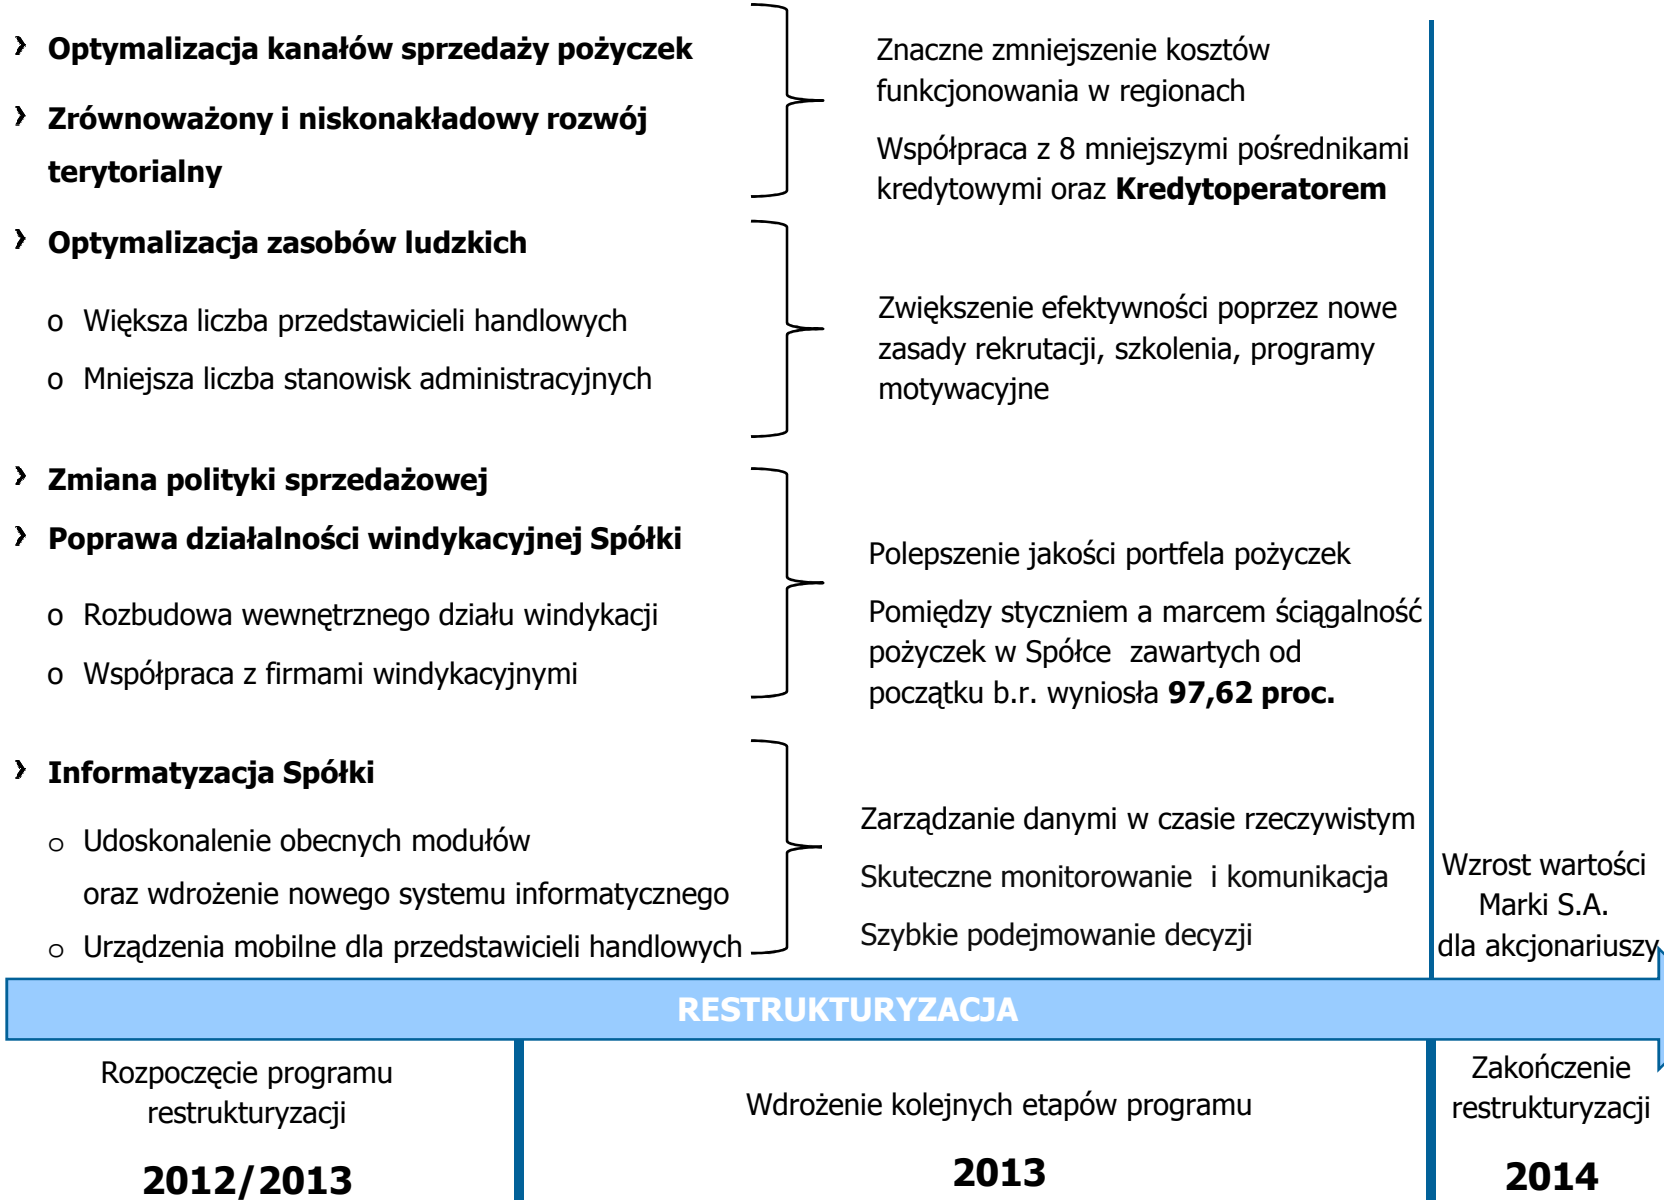 Optymalizacja kanałów sprzedaży pożyczek
Zrównoważony i niskonakładowy rozwój
terytorialny
Znaczne zmniejszenie kosztów
funkcjonowania w regionach
Współpraca z 8 mniejszymi pośrednikami
kredytowymi oraz Kredytoperatorem
Optymalizacja zasobów ludzkich
o Większa liczba przedstawicieli handlowych
o Mniejsza liczba stanowisk administracyjnych
Zwiększenie efektywności poprzez nowe
zasady rekrutacji, szkolenia, programy
motywacyjne
Zmiana polityki sprzedażowej
Poprawa działalności windykacyjnej Spółki
o Rozbudowa wewnętrznego działu windykacji
o Współpraca z firmami windykacyjnymi
Polepszenie jakości portfela pożyczek
Pomiędzy styczniem a marcem ściągalność
pożyczek w Spółce zawartych od
początku b.r. wyniosła 97,62 proc.
Informatyzacja Spółki
o Udoskonalenie obecnych modułów
oraz wdrożenie nowego systemu informatycznego
o Urządzenia mobilne dla przedstawicieli handlowych
Zarządzanie danymi w czasie rzeczywistym
Skuteczne monitorowanie i komunikacja
Szybkie podejmowanie decyzji
Wzrost wartości
Marki S.A.
dla akcjonariuszy
RESTRUKTURYZACJA
Rozpoczęcie programu
restrukturyzacji
2012/2013
Wdrożenie kolejnych etapów programu
2013
Zakończenie
restrukturyzacji
2014